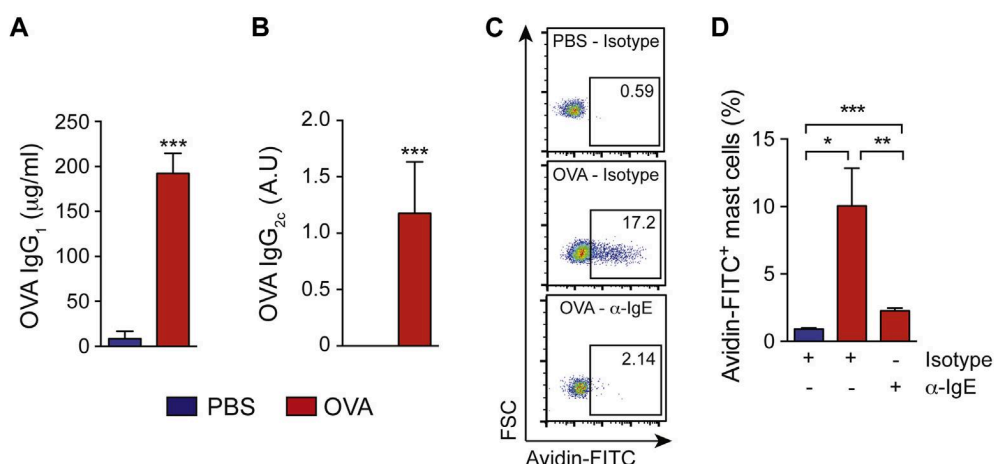 A
OVA IgG1 (µg/ml)
250
200
150
100
50
0
***
B
OVA IgG2c (A.U)
2.0
1.5
1.0
0.5
0
***
PBS
OVA
C
PBS - Isotype
0.59
OVA - Isotype
17.2
OVA - α-IgE
2.14
FSC
Avidin-FITC
D
Avidin-FITC+ mast cells (%)
15
10
5
0
***
* **
+ + - Isotype
- - + α-IgE